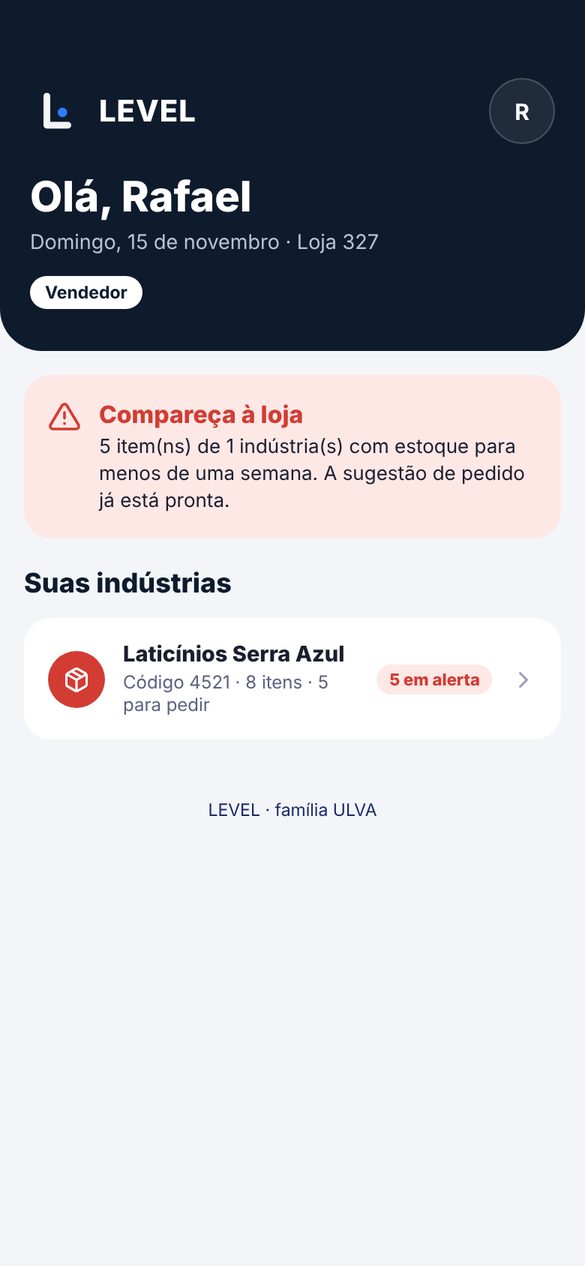 LEVEL
R
Olá, Rafael
Domingo, 15 de novembro · Loja 327
Vendedor
Compareça à loja
5 item(ns) de 1 indústria(s) com estoque para
menos de uma semana. A sugestão de pedido
já está pronta.
Suas indústrias
Laticínios Serra Azul
Código 4521 · 8 itens · 5
para pedir
5 em alerta
LEVEL · família ULVA